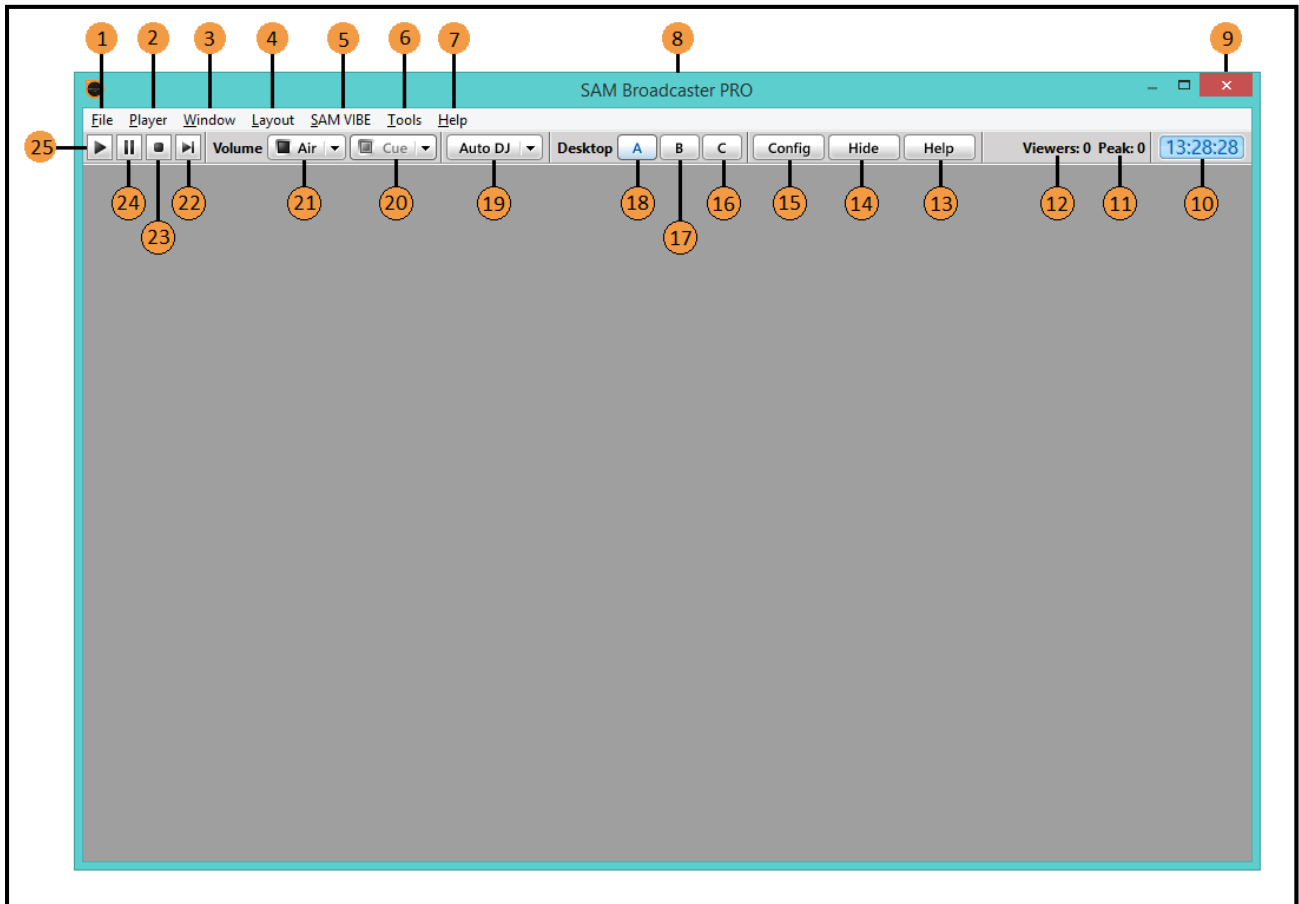 1 2 3 4 5 6 7 8 9
SAM Broadcaster PRO
File Player Window Layout SAM VIBE Tools Help
25 Volume Air Cue Auto DJ Desktop A B C Config Hide Help Viewers: 0 Peak: 0 13:28:28
24 22 21 20 19 18 16 15 14 13 12 11 10
23 17